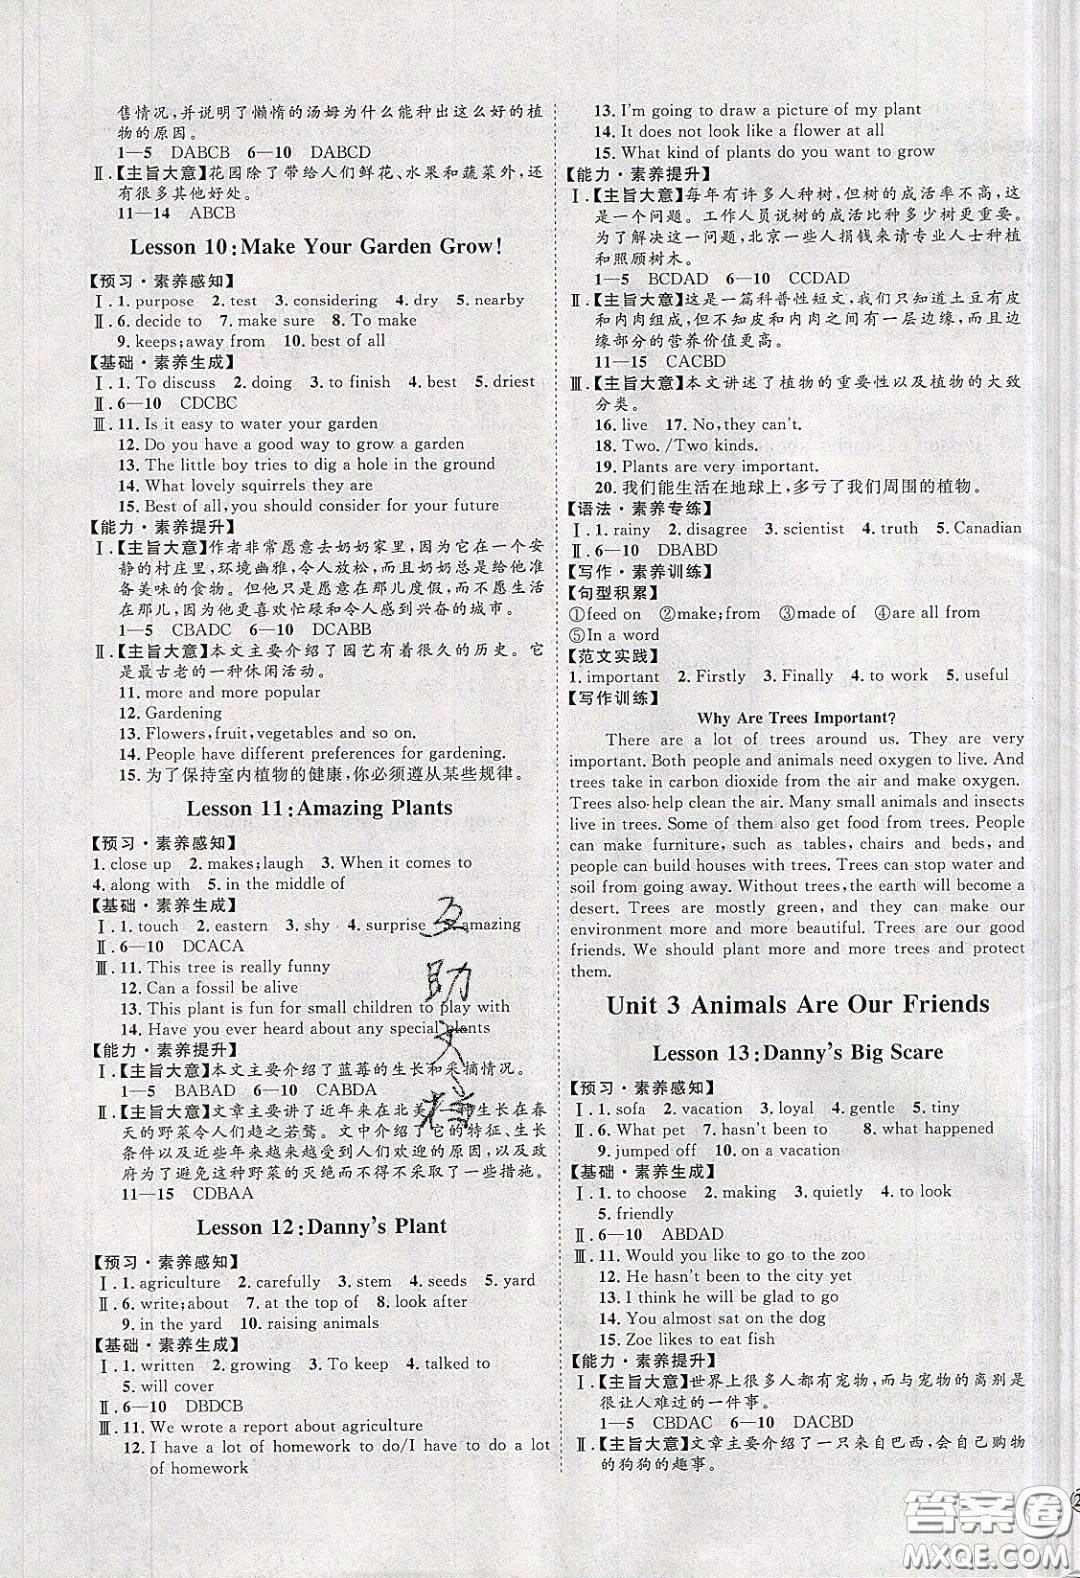 售情况,并说明了懒惰的汤姆为什么能种出这么好的植
物的原因。
1—5 DABCB 6—10 DABCD
Ⅱ.【主旨大意】花园除了带给人们鲜花、水果和蔬菜外,还
有很多其他好处。
11—14 ABCB
Lesson 10:Make Your Garden Grow!
【预习·素养感知】
Ⅰ.1. purpose 2. test 3. considering 4. dry 5. nearby
Ⅱ.6. decide to 7. make sure 8. To make
9. keeps;away from 10. best of all
【基础·素养生成】
Ⅰ.1. To discuss 2. doing 3. to finish 4. best 5. driest
Ⅱ.6—10 CDCBC
Ⅲ.11. Is it easy to water your garden
12. Do you have a good way to grow a garden
13. The little boy tries to dig a hole in the ground
14. What lovely squirrels they are
15. Best of all,you should consider for your future
【能力·素养提升】
Ⅰ.【主旨大意】作者非常愿意去奶奶家里,因为在一个安
静的村庄里,环境幽雅,令人放松,而且奶奶总是给他
准备美味的食物。但是他不愿意在那儿度假,而且生活
在那儿,他更喜欢忙碌和令人感到兴奋的城市。
1—5 CBADC 6—10 DCABB
Ⅱ.【主旨大意】本文主要介绍了园艺有着很久的历史。它
是最古老的一种休闲活动。
11. more and more popular
12. Gardening
13. Flowers,fruit,vegetables and so on.
14. People have different preferences for gardening.
15. 为了保持室内植物的健康,你必须遵从某些规律。
Lesson 11:Amazing Plants
【预习·素养感知】
1. close up 2. makes;laugh 3. When it comes to
4. along with 5. in the middle of
【基础·素养生成】
Ⅰ.1. touch 2. eastern 3. shy 4. surprise 5. amazing
Ⅱ.6—10 DCACA
Ⅲ.11. This tree is really funny
12. Can a fossil be alive
13. This plant is fun for small children to play with
14. Have you ever heard about any special plants
【能力·素养提升】
Ⅰ.【主旨大意】本文主要介绍了蓝莓的生长和采摘情况。
1—5 BABAD 6—10 CABDA
Ⅱ.【主旨大意】文章主要讲了近年来在北美一种生长在春
天的野菜令人们趋之若鹜。文中介绍了它的特征、生长
条件以及近些年来越来越受到人们欢迎的原因,以及政
府为了避免这种野菜的灭绝而不得不采取一些措施。
11—15 CDBAA
Lesson 12:Danny's Plant
【预习·素养感知】
Ⅰ.1. agriculture 2. carefully 3. stem 4. seeds 5. yard
Ⅱ.6. write;about 7. at the top of 8. look after
9. in the yard 10. raising animals
【基础·素养生成】
Ⅰ.1. written 2. growing 3. To keep 4. talked to
5. will cover
Ⅱ.6—10 DBDCB
Ⅲ.11. We wrote a report about agriculture
12. I have a lot of homework to do/I have to do a lot
of homework
13. I'm going to draw a picture of my plant
14. It does not look like a flower at all
15. What kind of plants do you want to grow
【能力·素养提升】
Ⅰ.【主旨大意】每年有许多人种树,但树的成活率不高,这
是一个问题。工作人员说树的成活比种多少树更重要。
为了解决这一问题,北京一些人捐钱来请专业人士种植
和照顾树木。
1—5 BCDAD 6—10 CCDAD
Ⅱ.【主旨大意】这是一篇科普性短文,我们只知道土豆有皮
和内肉组成,但不知皮和内肉之间有一层边缘,而且边
缘部分的营养价值更高。
11—15 CACBD
Ⅲ.【主旨大意】本文讲述了植物的重要性以及植物的大致
分类。
16. live 17. No,they can't.
18. Two. /Two kinds.
19. Plants are very important.
20. 我们能生活在地球上,多亏了我们周围的植物。
【语法·素养专练】
Ⅰ.1. rainy 2. disagree 3. scientist 4. truth 5. Canadian
Ⅱ.6—10 DBABD
【写作·素养训练】
【句型积累】
①feed on ②make;from ③made of ④are all from
⑤In a word
【范文实践】
1. important 2. Firstly 3. Finally 4. to work 5. useful
【写作训练】
Why Are Trees Important?
There are a lot of trees around us. They are very
important. Both people and animals need oxygen to live. And
trees take in carbon dioxide from the air and make oxygen.
Trees also help clean the air. Many small animals and insects
live in trees. Some of them also get food from trees. People
can make furniture, such as tables, chairs and beds, and
people can build houses with trees. Trees can stop water and
soil from going away. Without trees, the earth will become a
desert. Trees are mostly green, and they can make our
environment more and more beautiful. Trees are our good
friends. We should plant more and more trees and protect
them.
Unit 3 Animals Are Our Friends
Lesson 13:Danny's Big Scare
【预习·素养感知】
Ⅰ.1. sofa 2. vacation 3. loyal 4. gentle 5. tiny
Ⅱ.6. What pet 7. hasn't been to 8. what happened
9. jumped off 10. on a vacation
【基础·素养生成】
Ⅰ.1. to choose 2. making 3. quietly 4. to look
5. friendly
Ⅱ.6—10 ABDAD
Ⅲ.11. Would you like to go to the zoo
12. He hasn't been to the city yet
13. I think he will be glad to go
14. You almost sat on the dog
15. Zoe likes to eat fish
【能力·素养提升】
Ⅰ.【主旨大意】世界上很多人都有宠物,而与宠物的离别是
很让人难过的一件事。
1—5 CBDAC 6—10 DACBD
Ⅱ.【主旨大意】文章主要介绍了一只来自巴西,会自己购物
的狗狗的趣事。
互助文档
答案圈
MXQE.COM